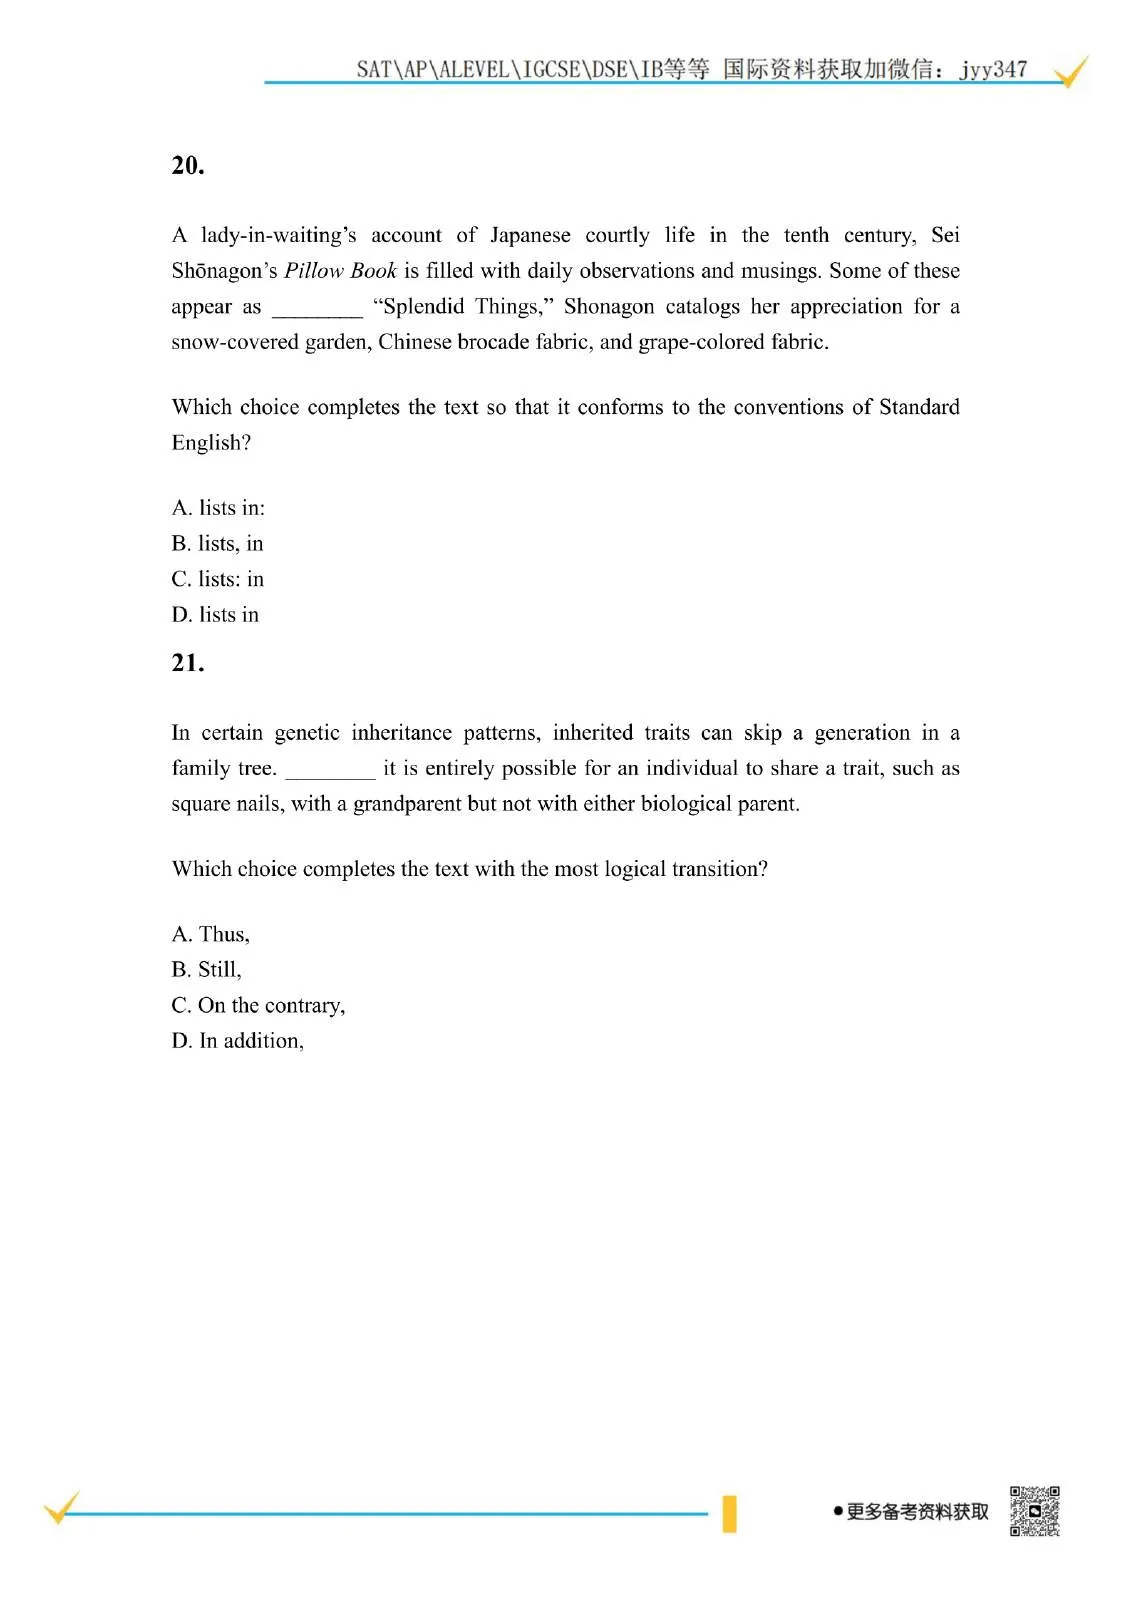 SAT\AP\ALEVEL\IGCSE\DSE\IB等等 国际资料获取加微信：jyy347
20.
A lady-in-waiting’s account of Japanese courtly life in the tenth century, Sei
Shōnagon’s Pillow Book is filled with daily observations and musings. Some of these
appear as ________ “Splendid Things,” Shonagon catalogs her appreciation for a
snow-covered garden, Chinese brocade fabric, and grape-colored fabric.
Which choice completes the text so that it conforms to the conventions of Standard
English?
A. lists in:
B. lists, in
C. lists: in
D. lists in
21.
In certain genetic inheritance patterns, inherited traits can skip a generation in a
family tree. ________ it is entirely possible for an individual to share a trait, such as
square nails, with a grandparent but not with either biological parent.
Which choice completes the text with the most logical transition?
A. Thus,
B. Still,
C. On the contrary,
D. In addition,
●更多备考资料获取